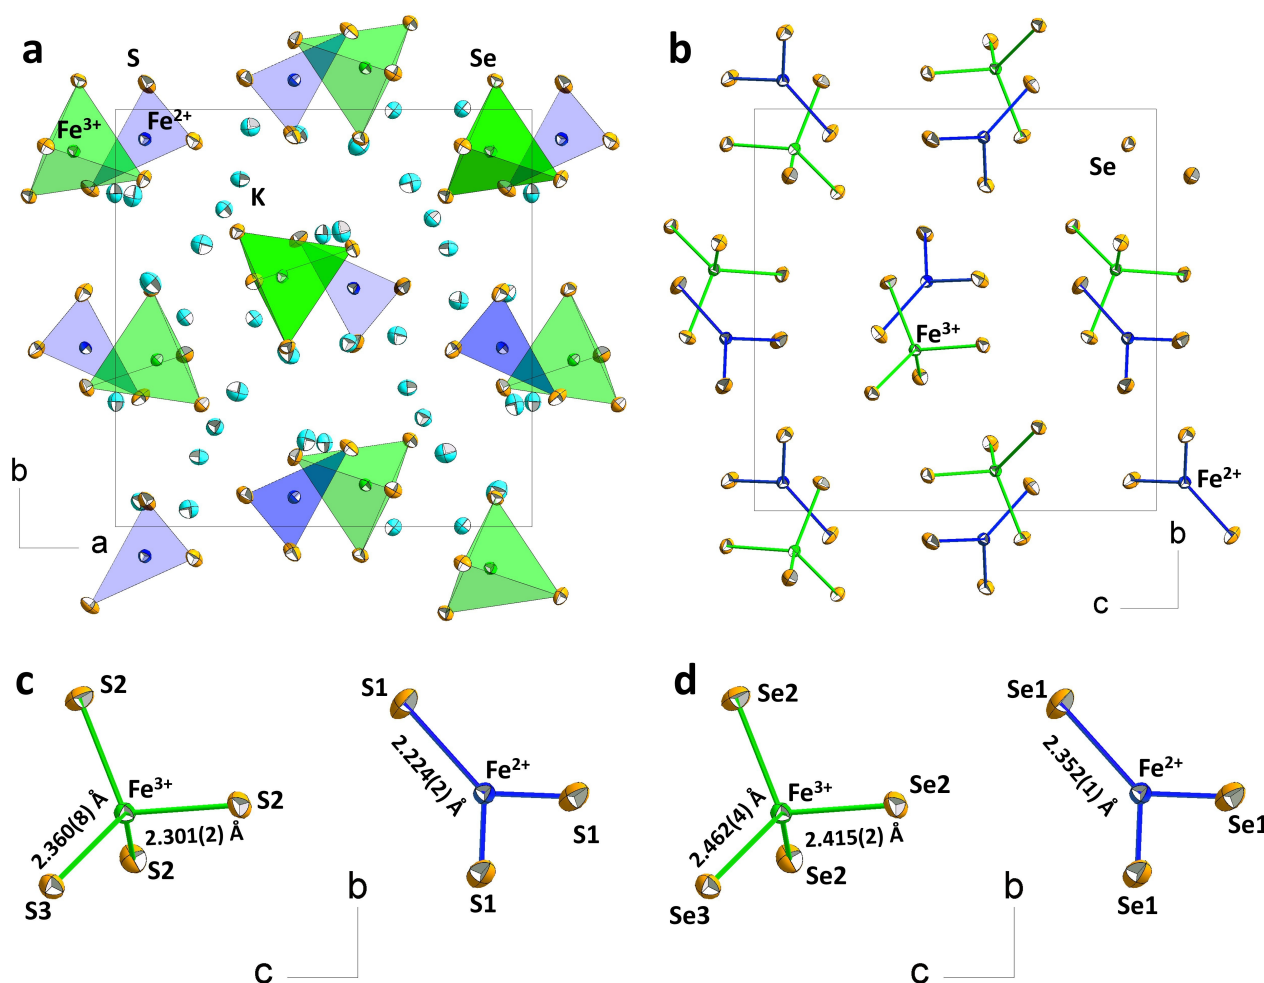 a
S
Se
Fe3+
Fe2+
K
b
a
b
Se
Fe3+
Fe2+
b
c
c
S2
Fe3+
S2
2.360(8) Å
2.301(2) Å
S2
S3
S1
2.224(2) Å
Fe2+
S1
S1
b
c
d
Se2
Fe3+
Se2
2.462(4) Å
2.415(2) Å
Se2
Se3
Se1
2.352(1) Å
Fe2+
Se1
Se1
b
c